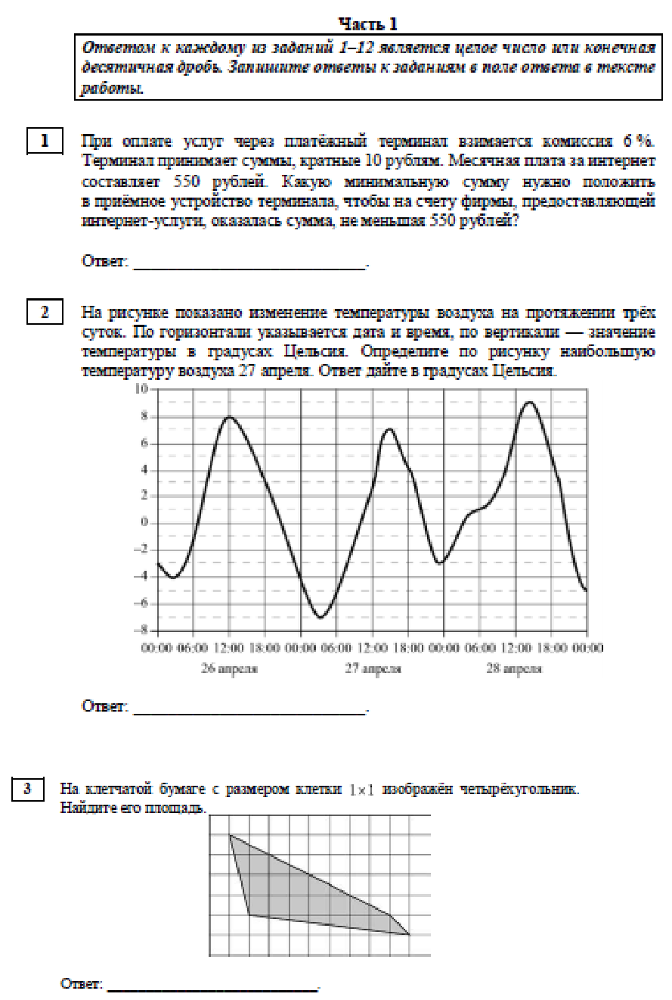 Часть 1
Ответом к каждому из заданий 1–12 является целое число или конечная
десятичная дробь. Запишите ответы к заданиям в поле ответа в тексте
работы.
1
При оплате услуг через платёжный терминал взимается комиссия 6 %.
Терминал принимает суммы, кратные 10 рублям. Месячная плата за интернет
составляет 550 рублей. Какую минимальную сумму нужно положить
в приёмное устройство терминала, чтобы на счету фирмы, предоставляющей
интернет-услуги, оказалась сумма, не меньшая 550 рублей?
Ответ: ____________________________.
2
На рисунке показано изменение температуры воздуха на протяжении трёх
суток. По горизонтали указывается дата и время, по вертикали — значение
температуры в градусах Цельсия. Определите по рисунку наибольшую
температуру воздуха 27 апреля. Ответ дайте в градусах Цельсия.
10
8
6
4
2
0
–2
–4
–6
–8
00:00 06:00 12:00 18:00 00:00 06:00 12:00 18:00 00:00 06:00 12:00 18:00 00:00
26 апреля 27 апреля 28 апреля
Ответ: ____________________________.
3
На клетчатой бумаге с размером клетки 1×1 изображён четырёхугольник.
Найдите его площадь.
Ответ: __________________________.